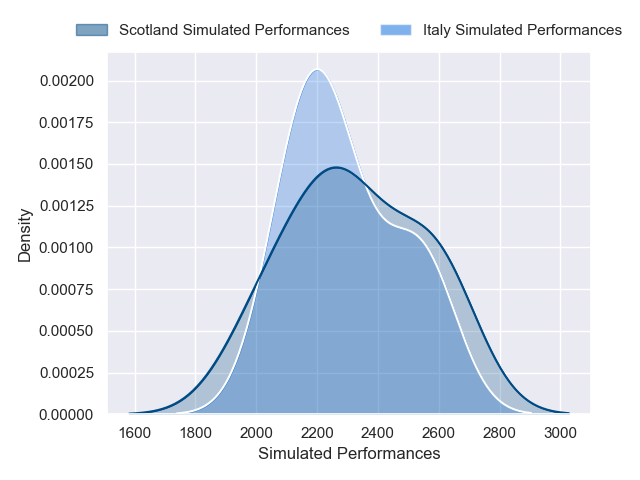 Scotland Simulated Performances
Italy Simulated Performances
0.00200
0.00175
0.00150
0.00125
0.00100
0.00075
0.00050
0.00025
0.00000
Density
1600 1800 2000 2200 2400 2600 2800 3000
Simulated Performances